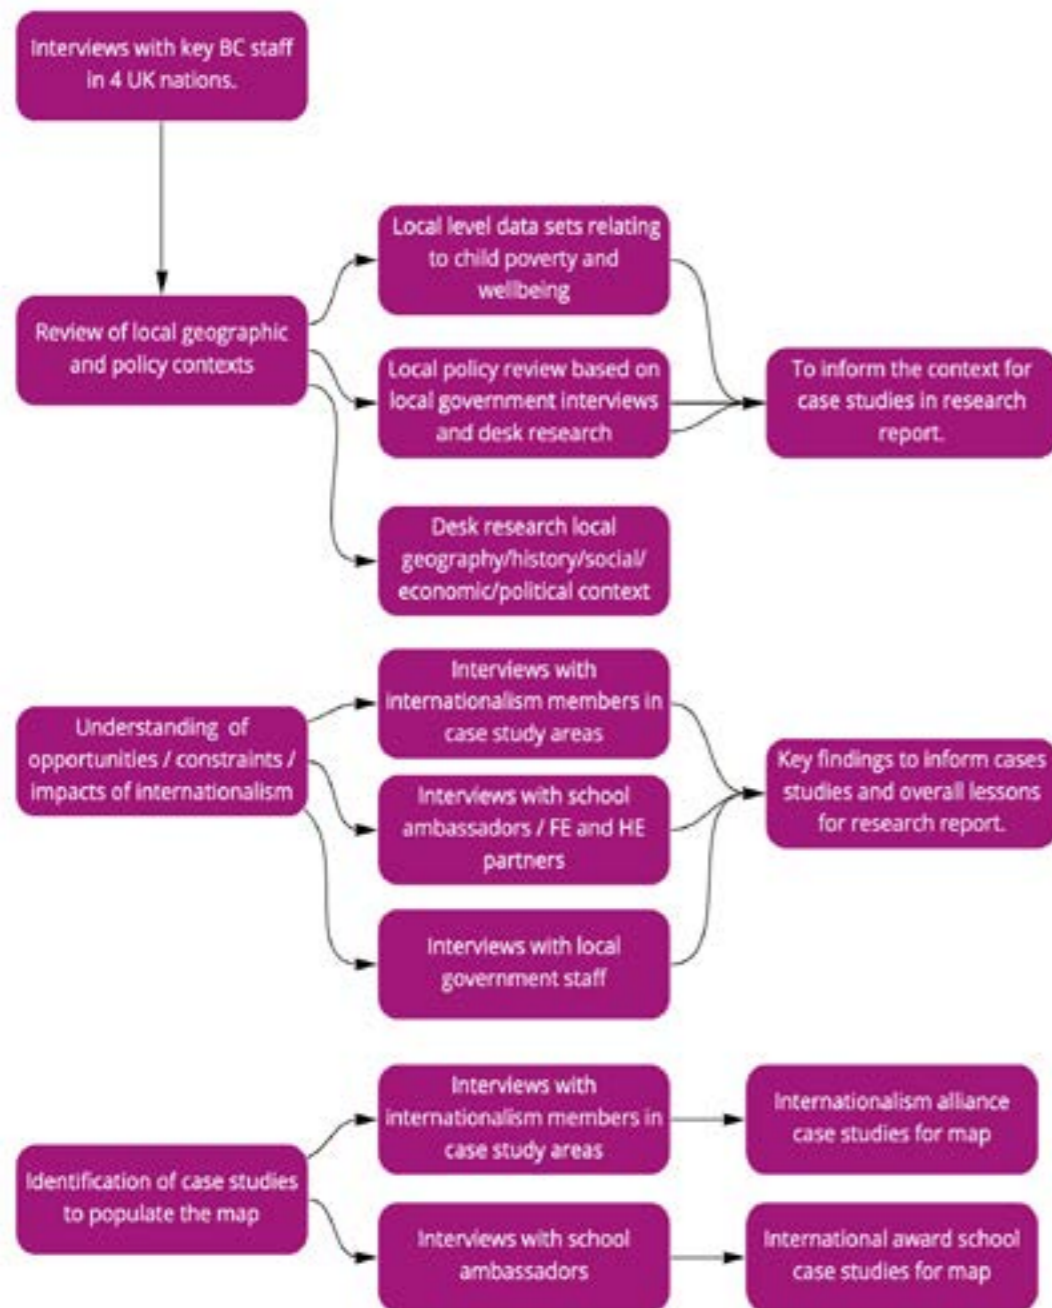 Interviews with key BC staff
in 4 UK nations.
Local level data sets relating
to child poverty and
wellbeing
Review of local geographic
and policy contexts
Local policy review based on
local government interviews
and desk research
To inform the context for
case studies in research
report.
Desk research local
geography/history/social/
economic/political context
Interviews with
internationalism members in
case study areas
Understanding of
opportunities / constraints /
impacts of internationalism
Interviews with school
ambassadors / FE and HE
partners
Key findings to inform cases
studies and overall lessons
for research report.
Interviews with local
government staff
Interviews with
internationalism members in
case study areas
Internationalism alliance
case studies for map
Identification of case studies
to populate the map
Interviews with school
ambassadors
International award school
case studies for map